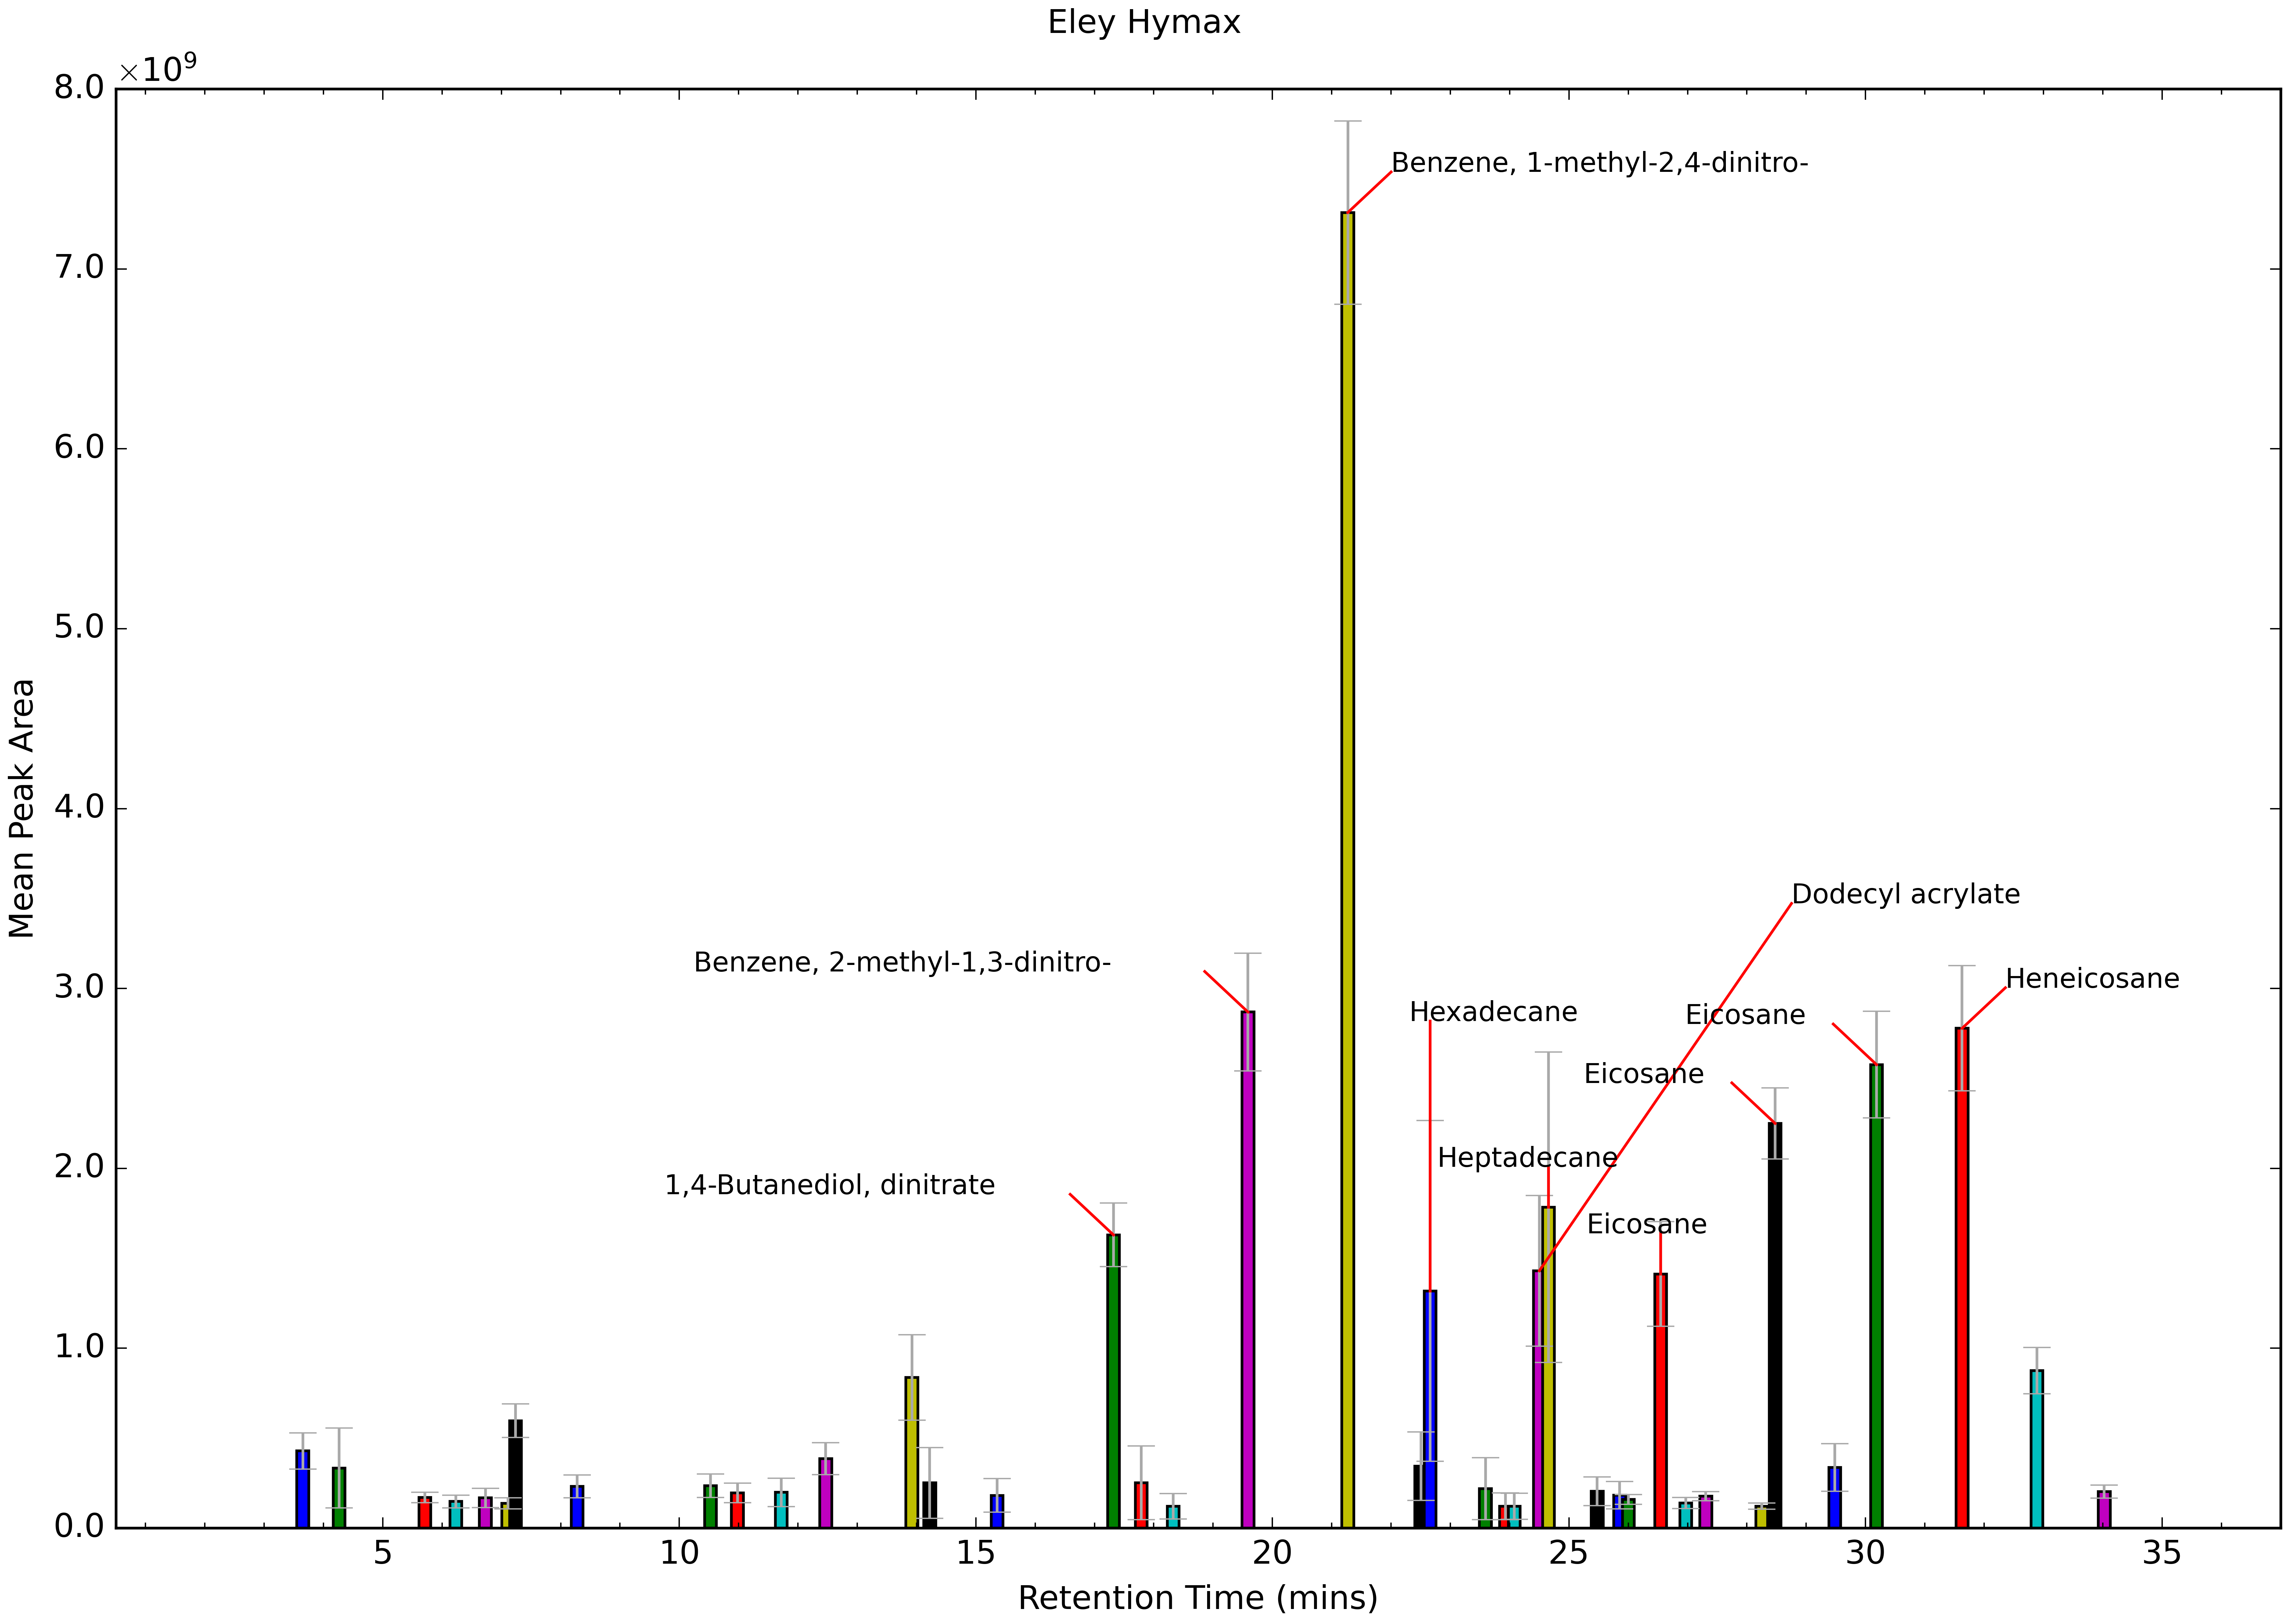 Eley Hymax
×10⁹
8.0
7.0
6.0
5.0
4.0
3.0
2.0
1.0
0.0
Mean Peak Area
Benzene, 1-methyl-2,4-dinitro-
Dodecyl acrylate
Benzene, 2-methyl-1,3-dinitro-
Heneicosane
Hexadecane
Eicosane
Eicosane
Heptadecane
1,4-Butanediol, dinitrate
Eicosane
5 10 15 20 25 30 35
Retention Time (mins)